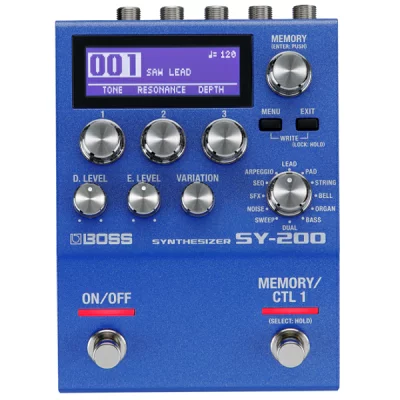 MEMORY
(ENTER: PUSH)
001 SAW LEAD ♩= 120
TONE RESONANCE DEPTH
1 2 3
MENU EXIT
WRITE
(LOCK: HOLD)
D. LEVEL E. LEVEL VARIATION
LEAD
ARPEGGIO PAD
SEQ STRING
SFX BELL
NOISE ORGAN
SWEEP BASS
DUAL
BOSS SYNTHESIZER SY-200
ON/OFF
MEMORY/
CTL 1
(SELECT: HOLD)